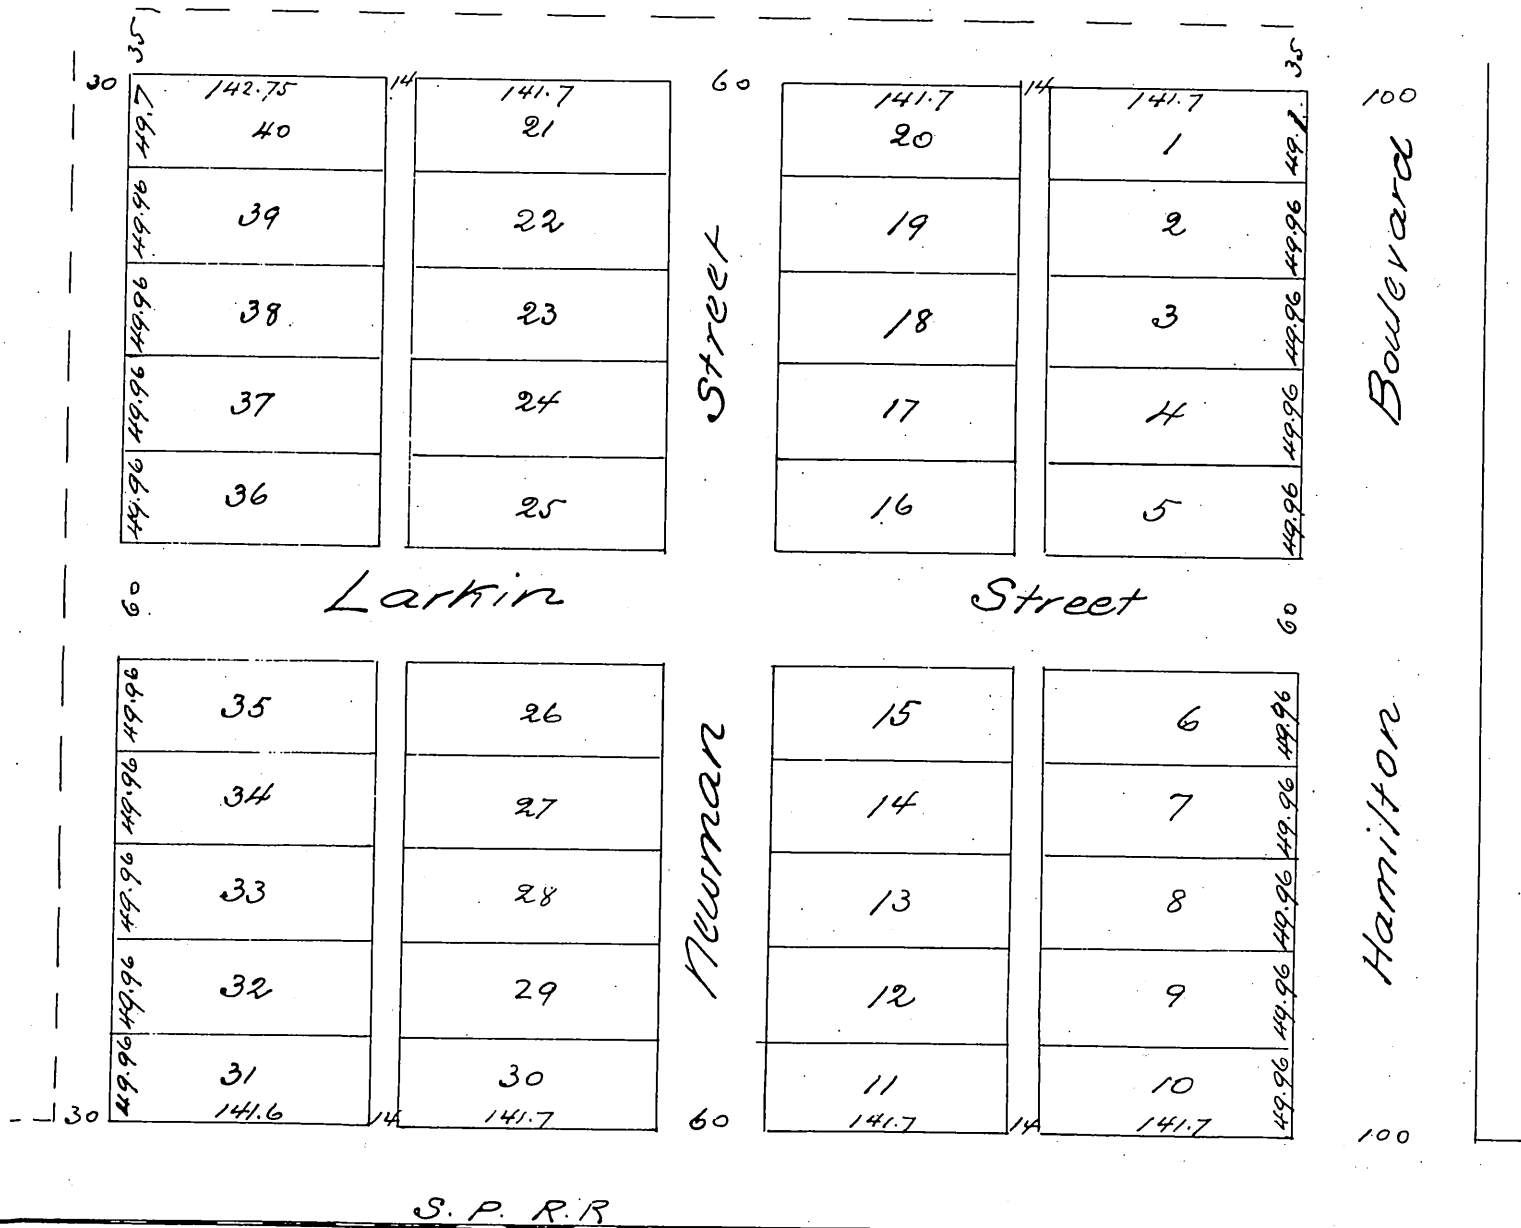 35 35
30 142.75 14 141.7 60 141.7 14 141.7 100
49.7 40 21 20 1 49.1
49.96 39 22 19 2 49.96
49.96 38 23 18 3 49.96
49.96 37 24 17 4 49.96
49.96 36 25 16 5 49.96
Street
Boulevard
60 Larkin Street 60
49.96 35 26 15 6 49.96
49.96 34 27 14 7 49.96
49.96 33 28 13 8 49.96
49.96 32 29 12 9 49.96
49.96 31 30 11 10 49.96
Newman
Hamilton
30 141.6 14 141.7 60 141.7 14 141.7 100
S. P. R.R